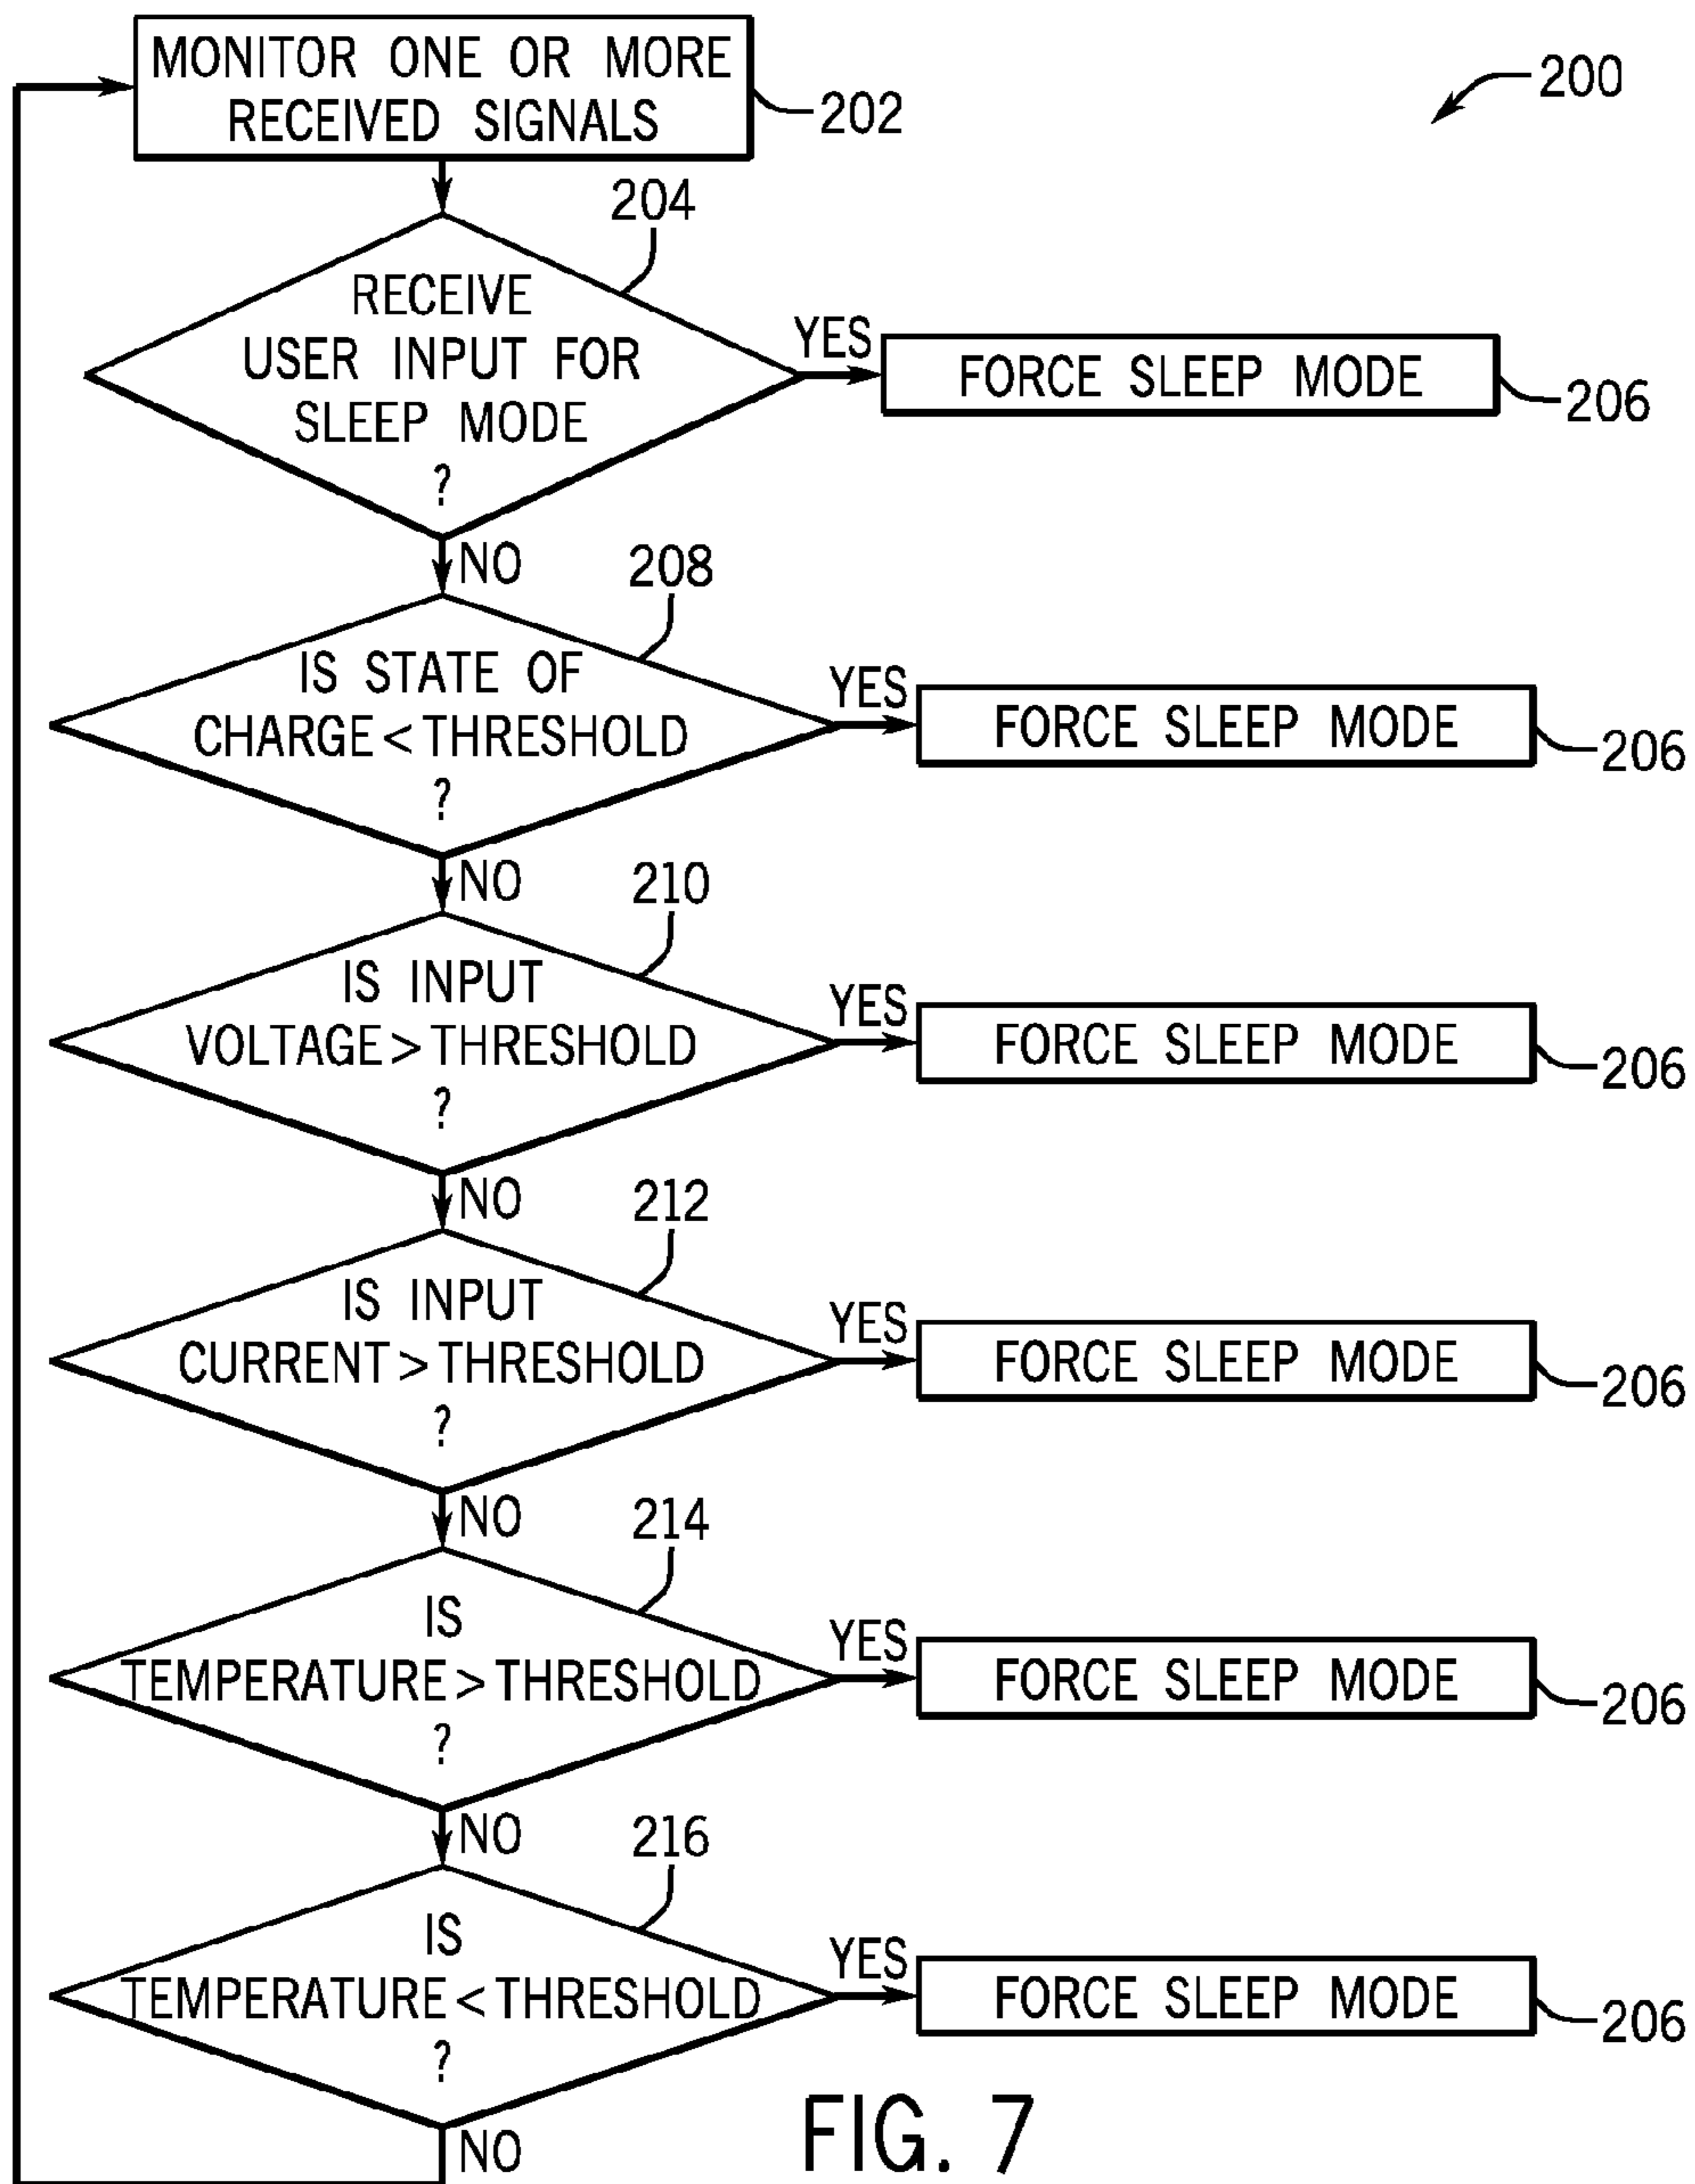 MONITOR ONE OR MORE
RECEIVED SIGNALS
202
200
204
RECEIVE
USER INPUT FOR
SLEEP MODE
?
YES
FORCE SLEEP MODE
206
NO
208
IS STATE OF
CHARGE < THRESHOLD
?
YES
FORCE SLEEP MODE
206
NO
210
IS INPUT
VOLTAGE > THRESHOLD
?
YES
FORCE SLEEP MODE
206
NO
212
IS INPUT
CURRENT > THRESHOLD
?
YES
FORCE SLEEP MODE
206
NO
214
IS
TEMPERATURE > THRESHOLD
?
YES
FORCE SLEEP MODE
206
NO
216
IS
TEMPERATURE < THRESHOLD
?
YES
FORCE SLEEP MODE
206
NO
FIG. 7